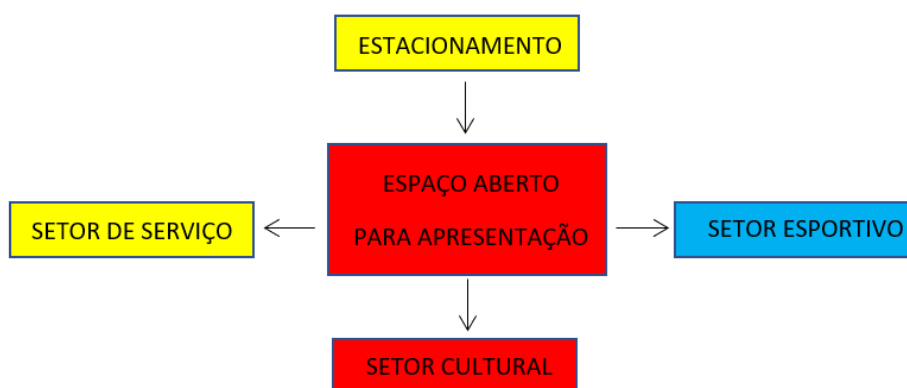 ESTACIONAMENTO
ESPAÇO ABERTO
PARA APRESENTAÇÃO
SETOR DE SERVIÇO
SETOR ESPORTIVO
SETOR CULTURAL